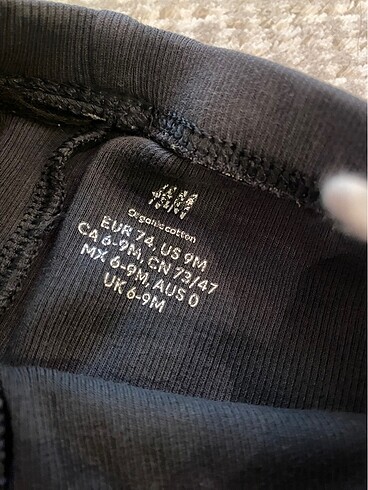 H&M
Organic cotton
EUR 74, US 9M
CA 6-9M, CN 73/47
MX 6-9M, AUS 0
UK 6-9M